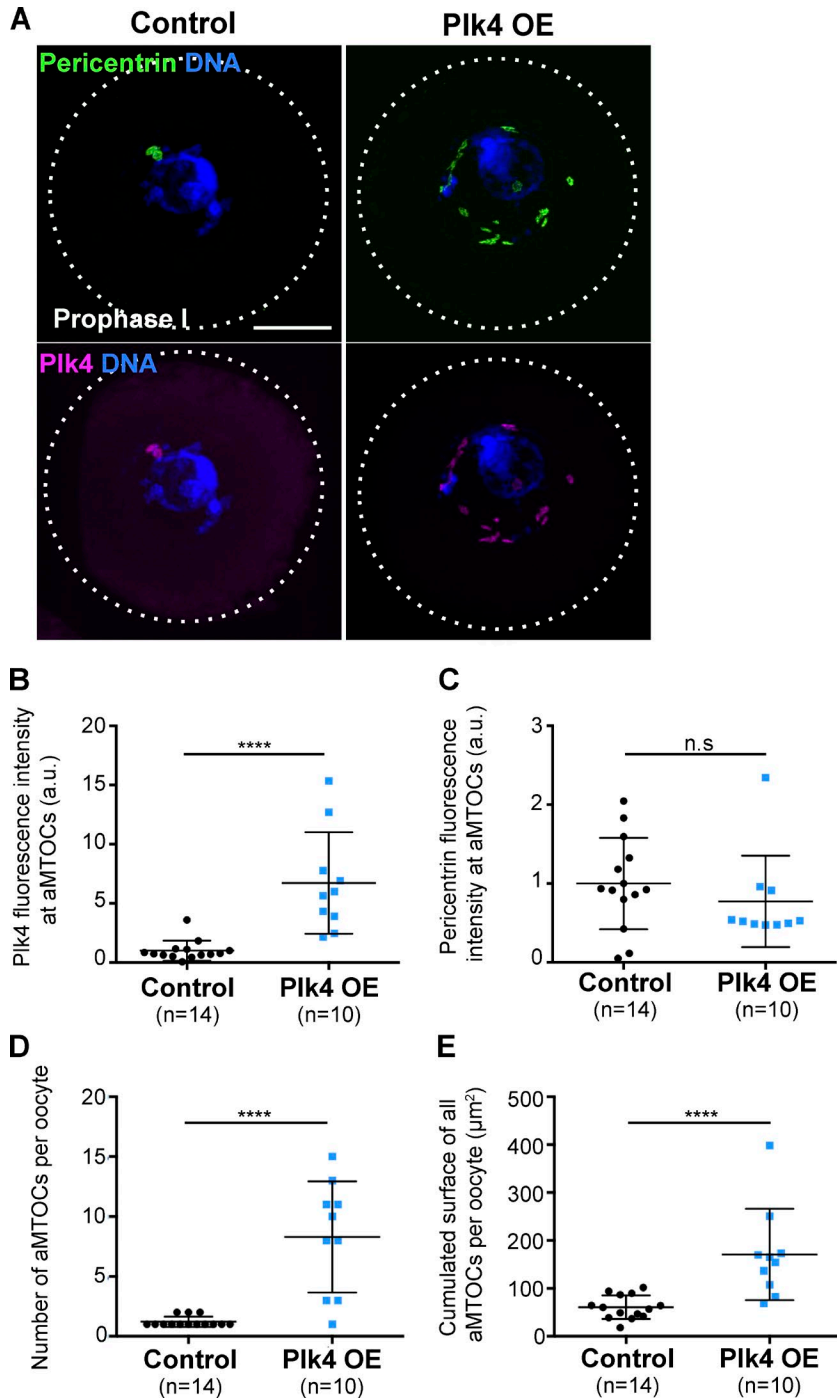 A
Control
Plk4 OE
Pericentrin DNA
Prophase I
Plk4 DNA
B
Plk4 fluorescence intensity
at aMTOCs (a.u.)
20
15
10
5
0
****
Control
Plk4 OE
(n=14)
(n=10)
C
Pericentrin fluorescence
intensity at aMTOCs (a.u.)
3
2
1
0
n.s
Control
Plk4 OE
(n=14)
(n=10)
D
Number of aMTOCs per oocyte
20
15
10
5
0
****
Control
Plk4 OE
(n=14)
(n=10)
E
Cumulated surface of all
aMTOCs per oocyte (µm²)
500
400
300
200
100
0
****
Control
Plk4 OE
(n=14)
(n=10)